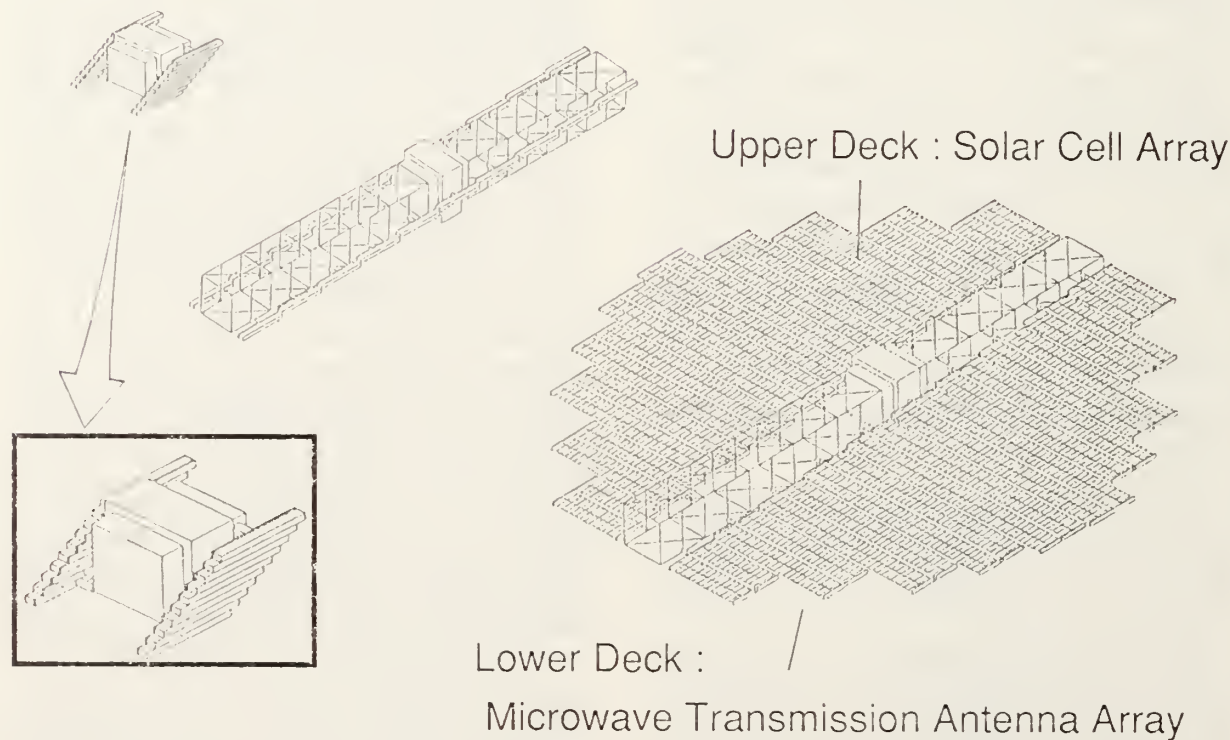 Upper Deck : Solar Cell Array
Lower Deck :
Microwave Transmission Antenna Array